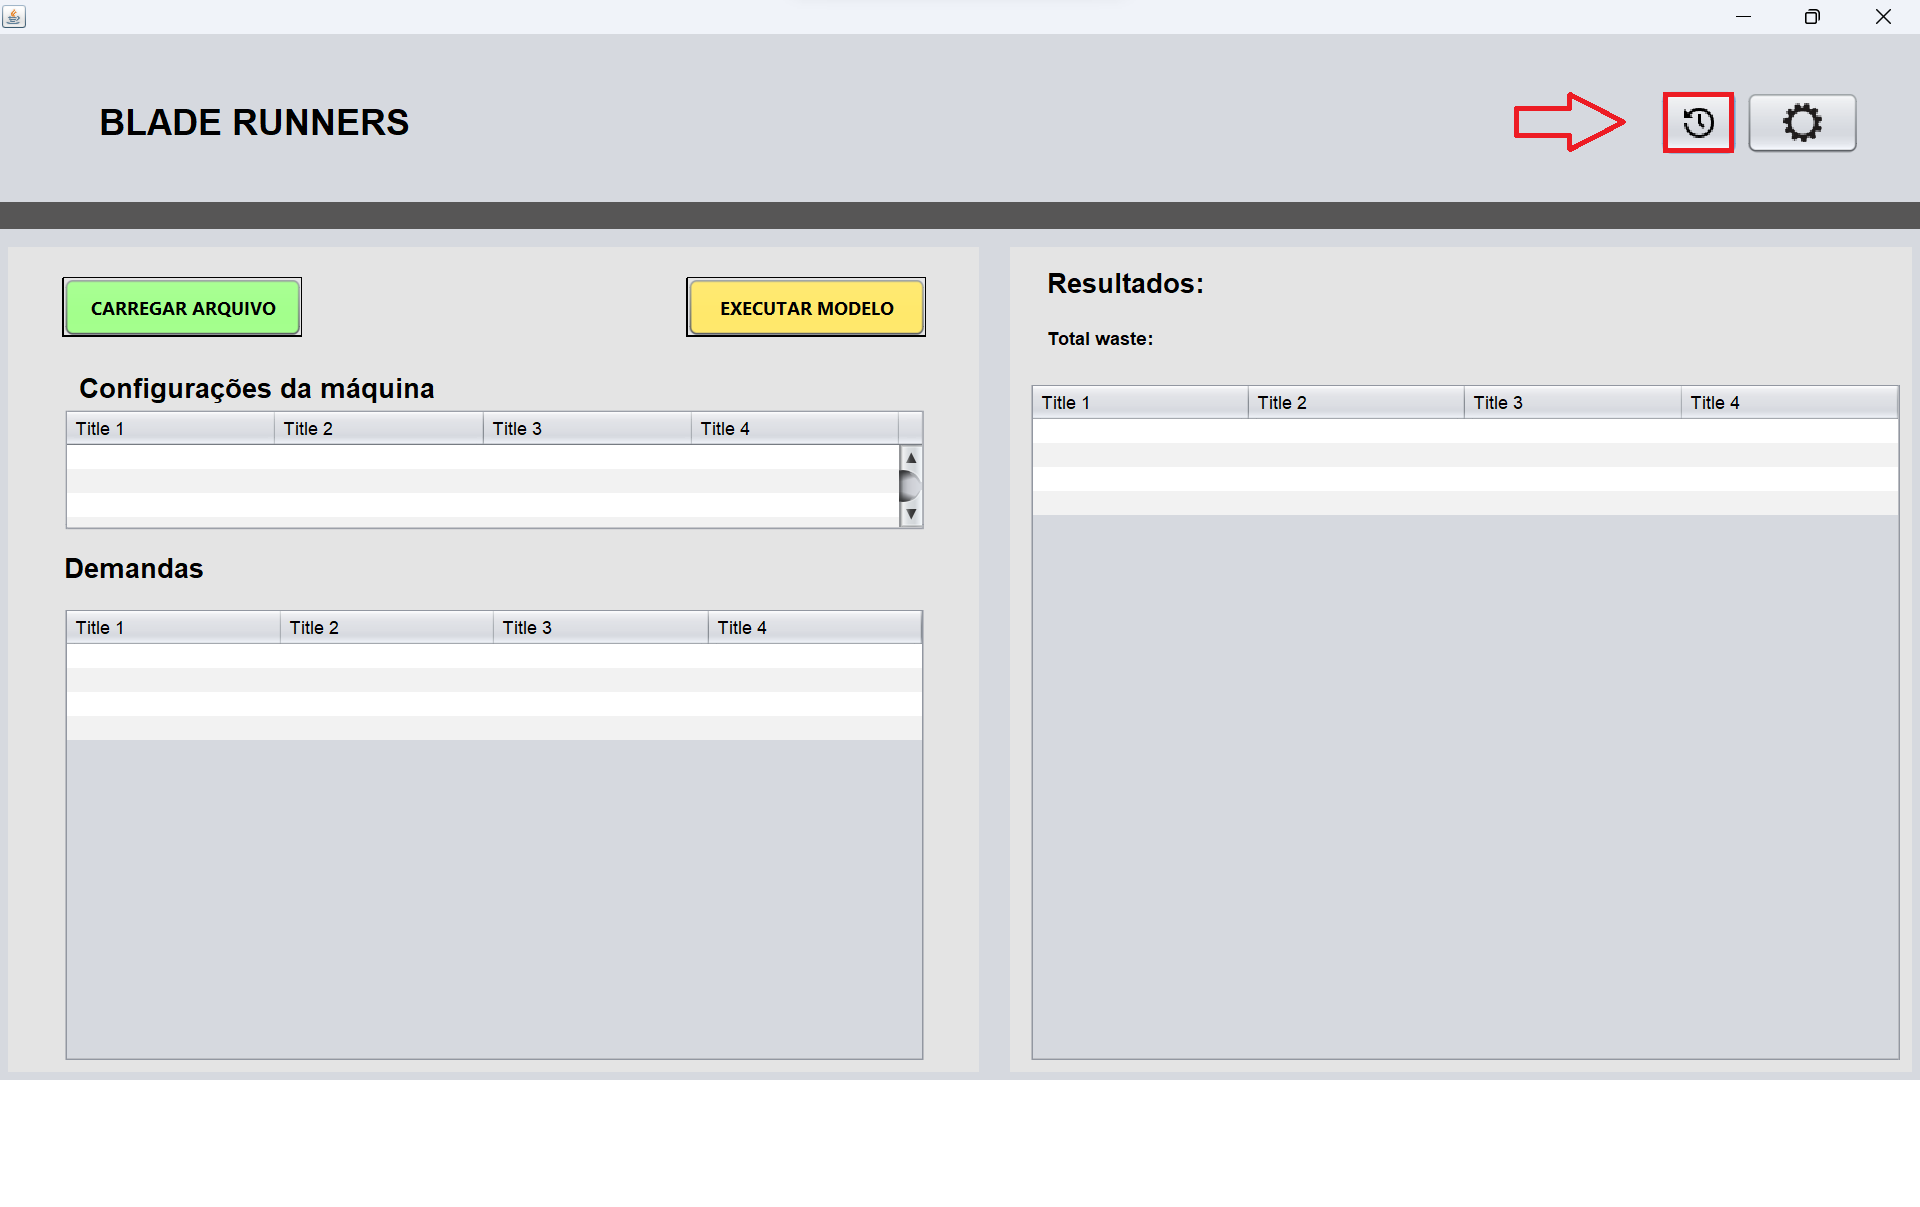 BLADE RUNNERS
CARREGAR ARQUIVO
EXECUTAR MODELO
Configurações da máquina
Title 1 Title 2 Title 3 Title 4
Demandas
Title 1 Title 2 Title 3 Title 4
Resultados:
Total waste:
Title 1 Title 2 Title 3 Title 4